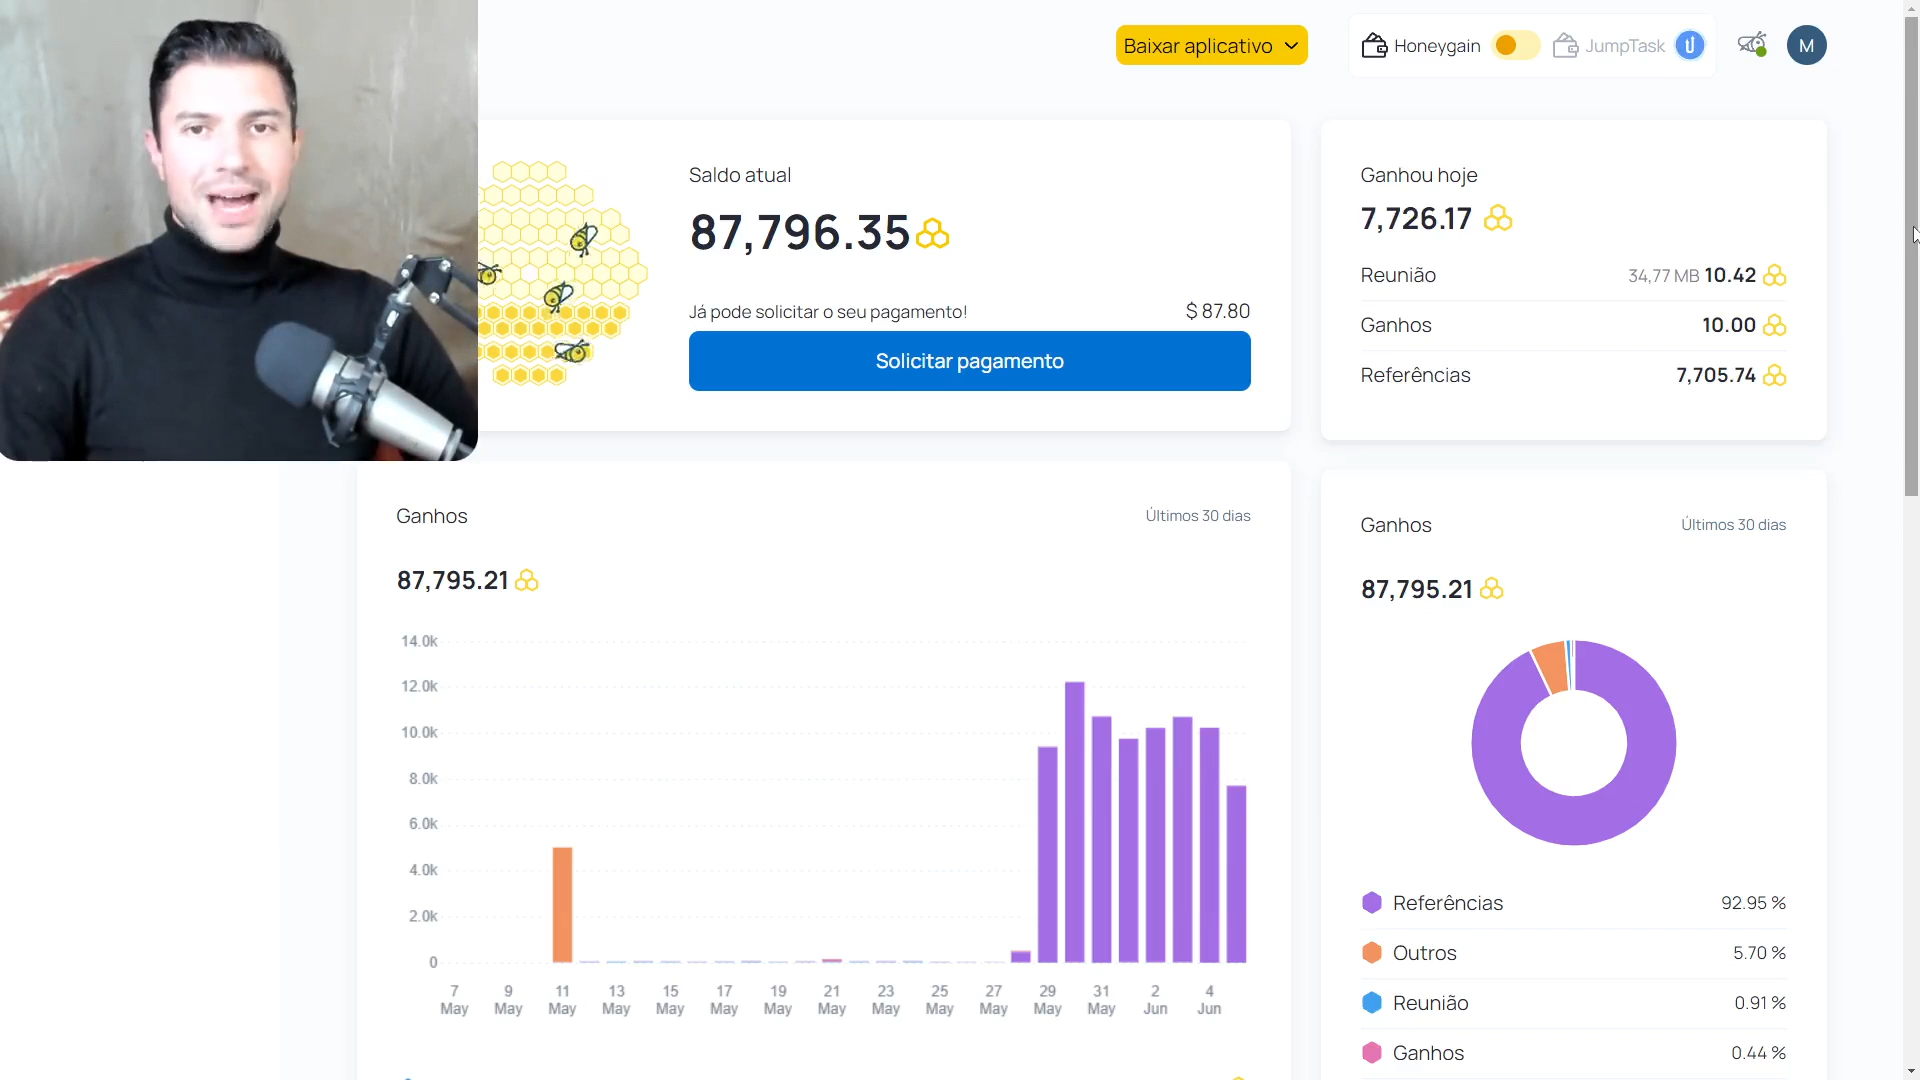 Baixar aplicativo
Honeygain
JumpTask
M
Saldo atual
87,796.35
Já pode solicitar o seu pagamento!
$ 87.80
Solicitar pagamento
Ganhou hoje
7,726.17
Reunião 34,77 MB 10.42
Ganhos 10.00
Referências 7,705.74
Ganhos
Últimos 30 dias
87,795.21
14.0k
12.0k
10.0k
8.0k
6.0k
4.0k
2.0k
0
7 9 11 13 15 17 19 21 23 25 27 29 31 2 4
May May May May May May May May May May May May May Jun Jun
Ganhos
Últimos 30 dias
87,795.21
Referências 92.95 %
Outros 5.70 %
Reunião 0.91 %
Ganhos 0.44 %